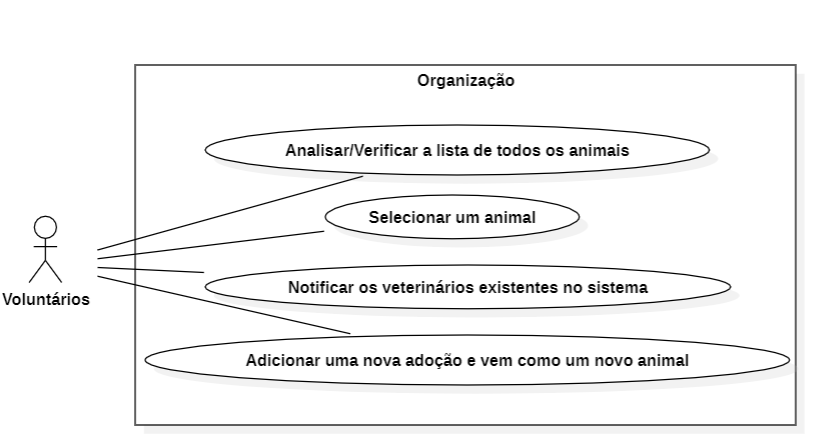 Organização
Analisar/Verificar a lista de todos os animais
Selecionar um animal
Voluntários
Notificar os veterinários existentes no sistema
Adicionar uma nova adoção e vem como um novo animal